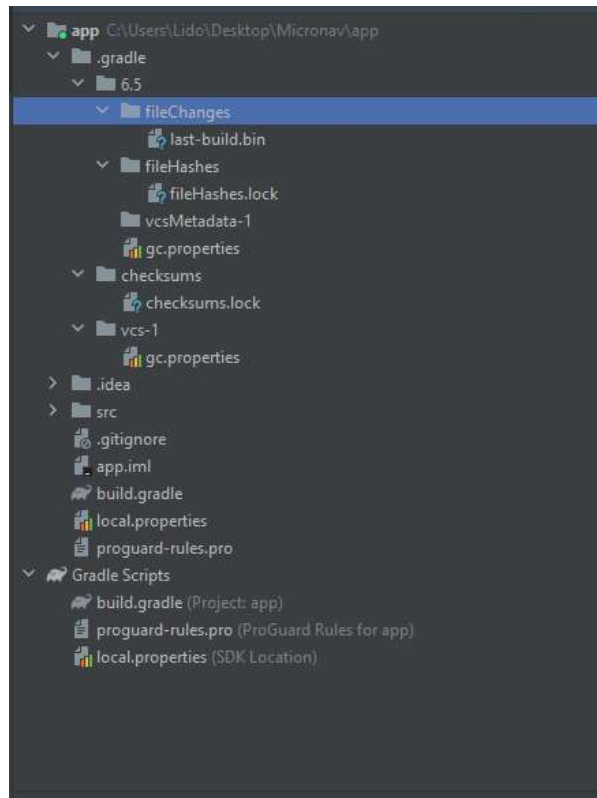 app C:\Users\Lido\Desktop\Micronav\app
.gradle
6.5
fileChanges
last-build.bin
fileHashes
fileHashes.lock
vcsMetadata-1
gc.properties
checksums
checksums.lock
vcs-1
gc.properties
.idea
src
.gitignore
app.iml
build.gradle
local.properties
proguard-rules.pro
Gradle Scripts
build.gradle (Project: app)
proguard-rules.pro (ProGuard Rules for app)
local.properties (SDK Location)